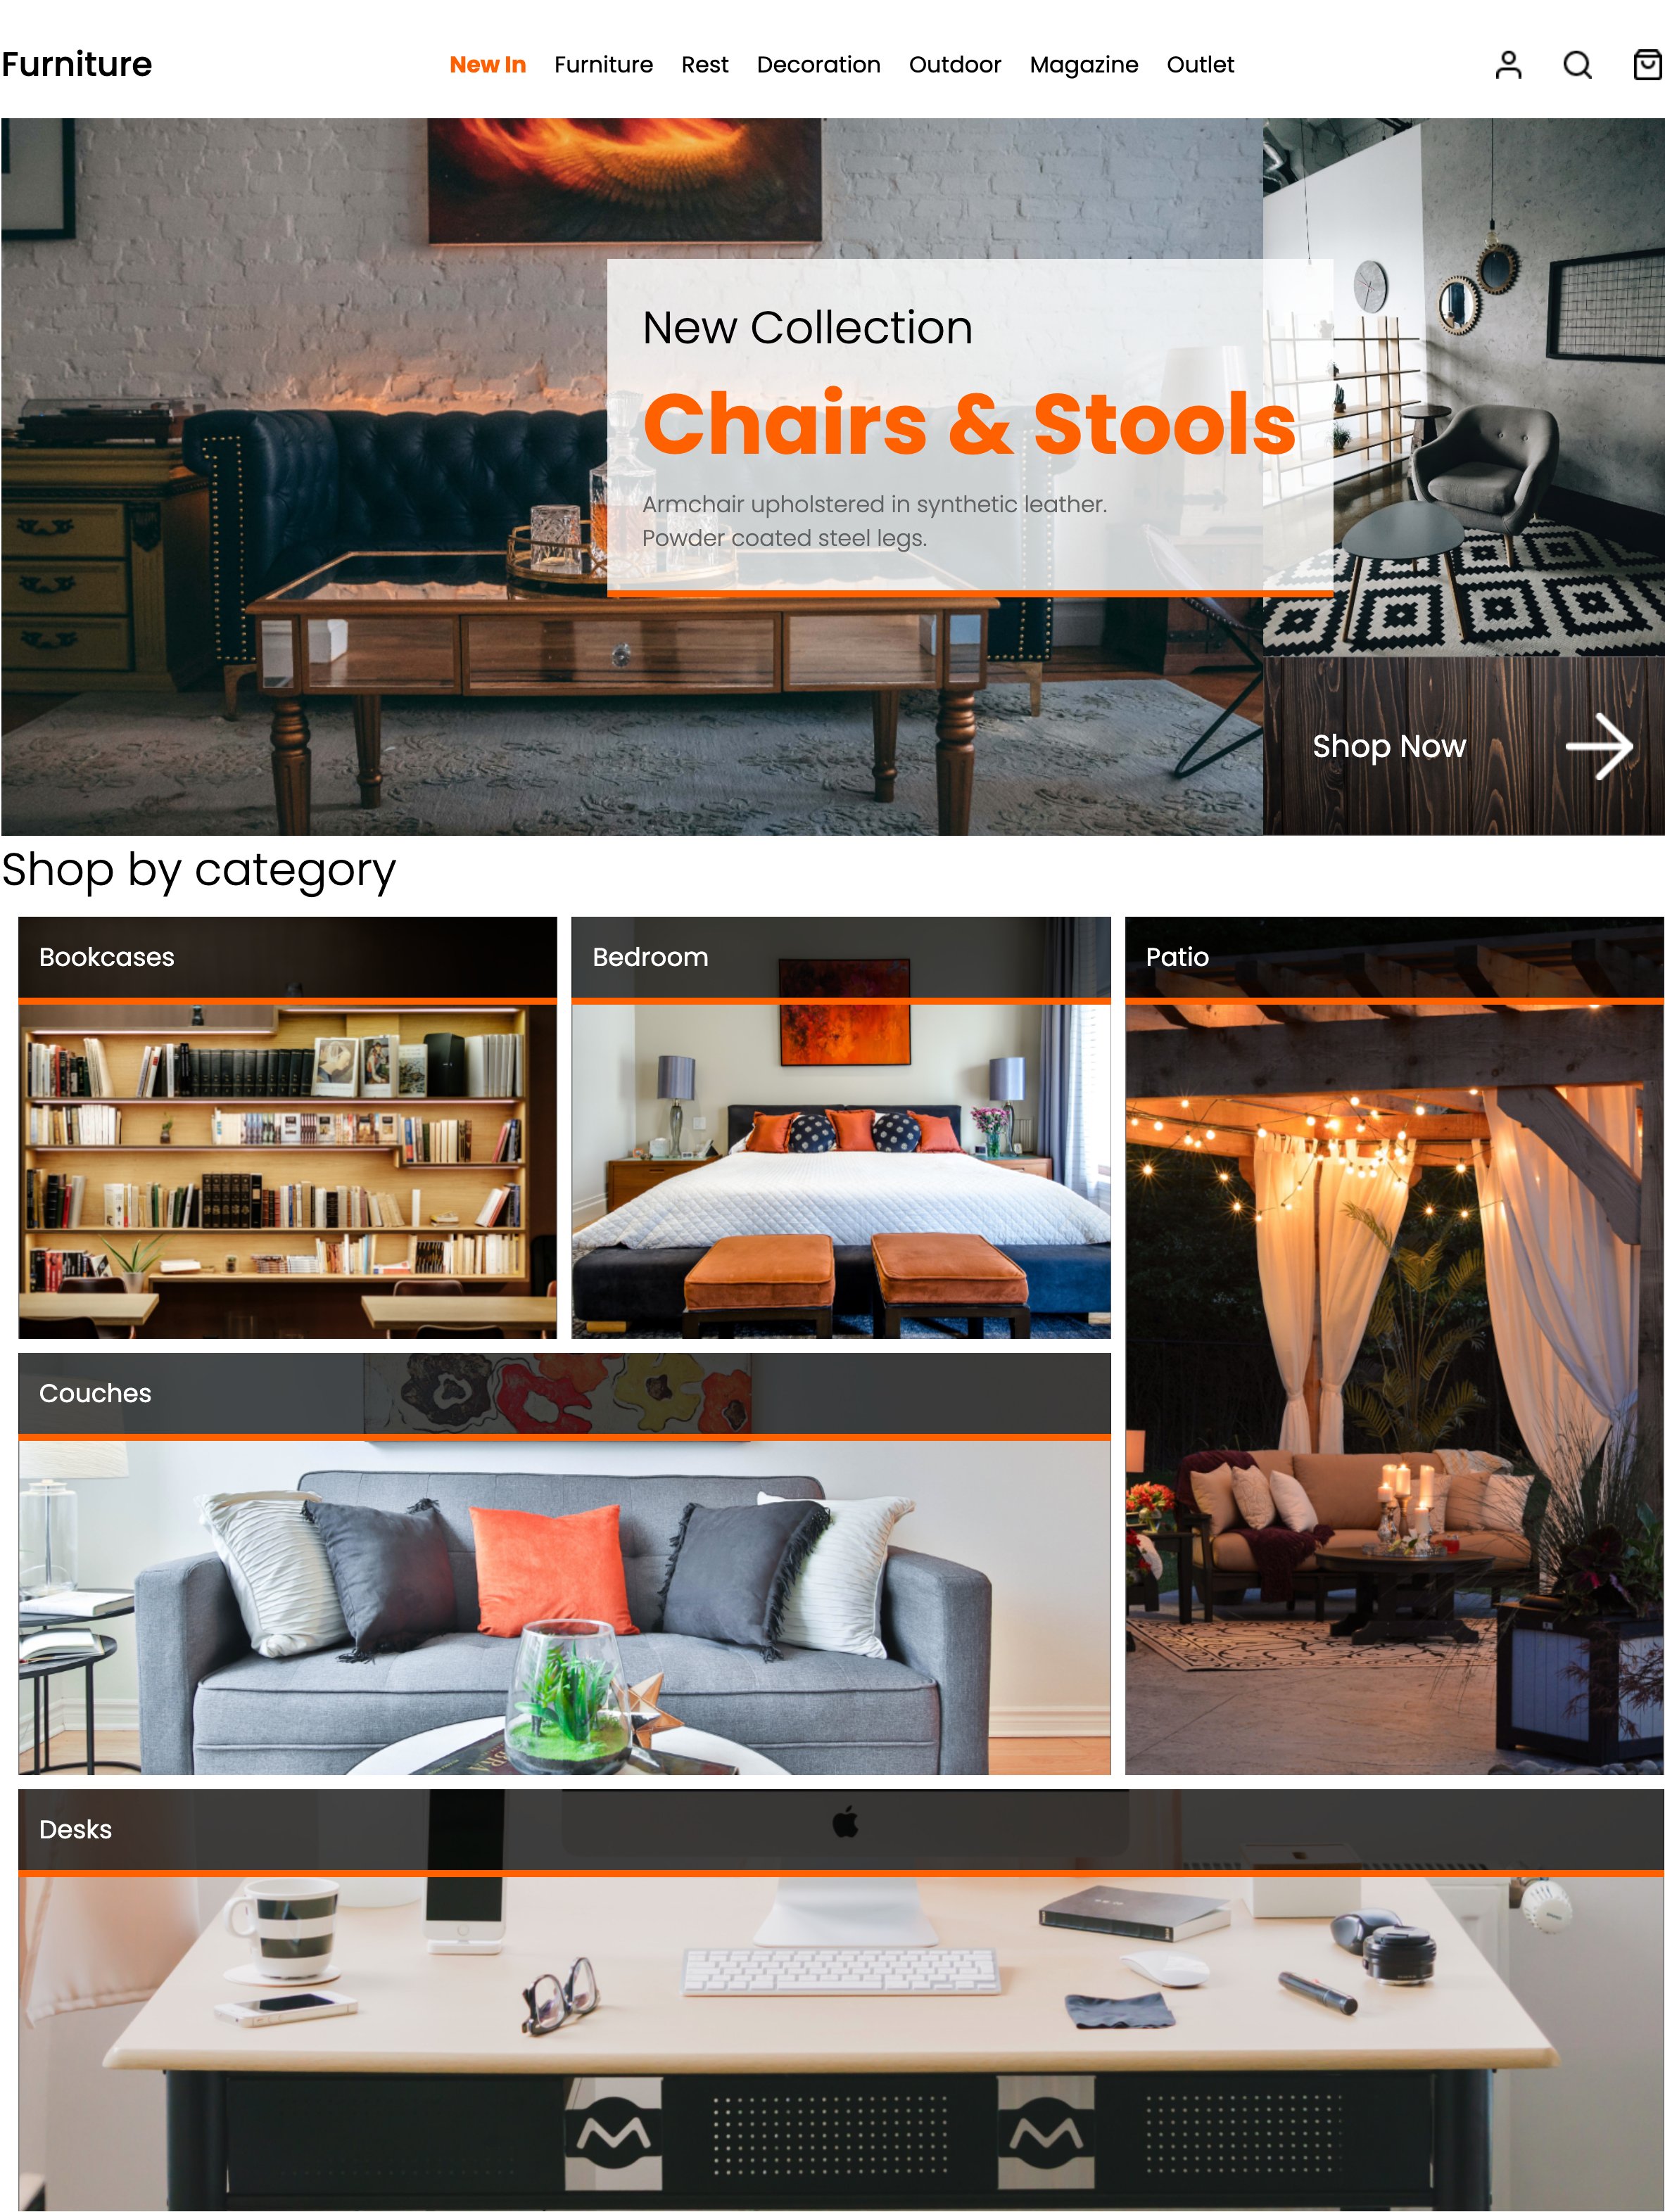 Furniture
New In Furniture Rest Decoration Outdoor Magazine Outlet
New Collection
Chairs & Stools
Armchair upholstered in synthetic leather.
Powder coated steel legs.
Shop Now
Shop by category
Bookcases
Bedroom
Patio
Couches
Desks